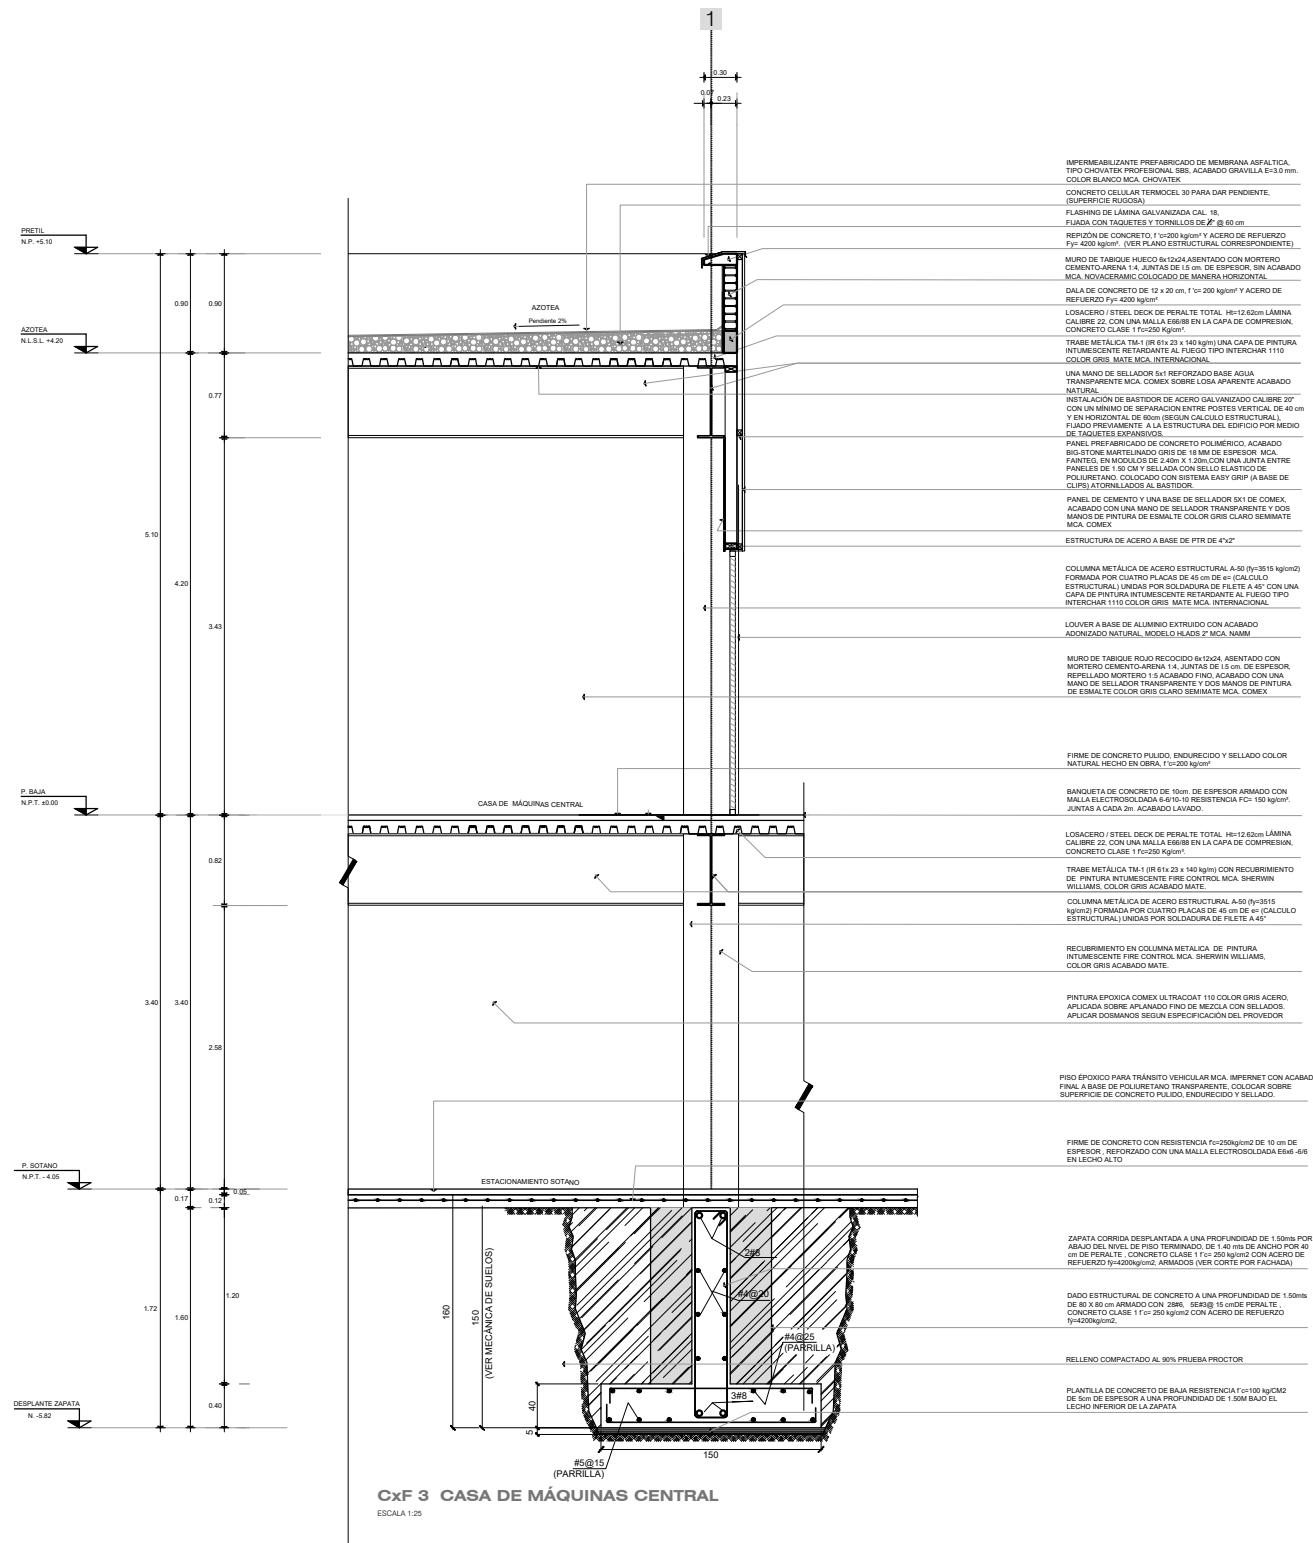 1
0.30
0.07
0.23
IMPERMEABILIZANTE PREFABRICADO DE MEMBRANA ASFALTICA,
TIPO CHOVATEK PROFESIONAL SBS, ACABADO GRAVILLA E=3.0 mm.
COLOR BLANCO MCA. CHOVATEK
CONCRETO CELULAR TERMOCEL 30 PARA DAR PENDIENTE,
(SUPERFICIE RUGOSA)
FLASHING DE LÁMINA GALVANIZADA CAL. 18,
FIJADA CON TAQUETES Y TORNILLOS DE @ 60 cm
REPIZÓN DE CONCRETO, f 'c=200 kg/cm² Y ACERO DE REFUERZO
Fy= 4200 kg/cm². (VER PLANO ESTRUCTURAL CORRESPONDIENTE)
MURO DE TABIQUE HUECO 6x12x24,ASENTADO CON MORTERO
CEMENTO-ARENA 1:4, JUNTAS DE I.5 cm. DE ESPESOR, SIN ACABADO
MCA. NOVACERAMIC COLOCADO DE MANERA HORIZONTAL
DALA DE CONCRETO DE 12 x 20 cm, f 'c= 200 kg/cm² Y ACERO DE
REFUERZO Fy= 4200 kg/cm²
LOSACERO / STEEL DECK DE PERALTE TOTAL Ht=12.62cm LÁMINA
CALIBRE 22, CON UNA MALLA E66/88 EN LA CAPA DE COMPRESIóN,
CONCRETO CLASE 1 f'c=250 Kg/cm².
TRABE METÁLICA TM-1 (IR 61x 23 x 140 kg/m) UNA CAPA DE PINTURA
INTUMESCENTE RETARDANTE AL FUEGO TIPO INTERCHAR 1110
COLOR GRIS MATE MCA. INTERNACIONAL
UNA MANO DE SELLADOR 5x1 REFORZADO BASE AGUA
TRANSPARENTE MCA. COMEX SOBRE LOSA APARENTE ACABADO
NATURAL
INSTALACIÓN DE BASTIDOR DE ACERO GALVANIZADO CALIBRE 20"
CON UN MÍNIMO DE SEPARACION ENTRE POSTES VERTICAL DE 40 cm
Y EN HORIZONTAL DE 60cm (SEGUN CALCULO ESTRUCTURAL),
FIJADO PREVIAMENTE A LA ESTRUCTURA DEL EDIFICIO POR MEDIO
DE TAQUETES EXPANSIVOS.
PANEL PREFABRICADO DE CONCRETO POLIMÉRICO, ACABADO
BIG-STONE MARTELINADO GRIS DE 18 MM DE ESPESOR MCA.
FAINTEG, EN MODULOS DE 2.40m X 1.20m,CON UNA JUNTA ENTRE
PANELES DE 1.50 CM Y SELLADA CON SELLO ELASTICO DE
POLIURETANO. COLOCADO CON SISTEMA EASY GRIP (A BASE DE
CLIPS) ATORNILLADOS AL BASTIDOR.
PANEL DE CEMENTO Y UNA BASE DE SELLADOR 5X1 DE COMEX,
ACABADO CON UNA MANO DE SELLADOR TRANSPARENTE Y DOS
MANOS DE PINTURA DE ESMALTE COLOR GRIS CLARO SEMIMATE
MCA. COMEX
ESTRUCTURA DE ACERO A BASE DE PTR DE 4"x2"
COLUMNA METÁLICA DE ACERO ESTRUCTURAL A-50 (fy=3515 kg/cm2)
FORMADA POR CUATRO PLACAS DE 45 cm DE e= (CALCULO
ESTRUCTURAL) UNIDAS POR SOLDADURA DE FILETE A 45° CON UNA
CAPA DE PINTURA INTUMESCENTE RETARDANTE AL FUEGO TIPO
INTERCHAR 1110 COLOR GRIS MATE MCA. INTERNACIONAL
LOUVER A BASE DE ALUMINIO EXTRUIDO CON ACABADO
ADONIZADO NATURAL, MODELO HLADS 2" MCA. NAMM
MURO DE TABIQUE ROJO RECOCIDO 6x12x24, ASENTADO CON
MORTERO CEMENTO-ARENA 1:4, JUNTAS DE I.5 cm. DE ESPESOR,
REPELLADO MORTERO 1:5 ACABADO FINO, ACABADO CON UNA
MANO DE SELLADOR TRANSPARENTE Y DOS MANOS DE PINTURA
DE ESMALTE COLOR GRIS CLARO SEMIMATE MCA. COMEX
FIRME DE CONCRETO PULIDO, ENDURECIDO Y SELLADO COLOR
NATURAL HECHO EN OBRA, f 'c=200 kg/cm²
BANQUETA DE CONCRETO DE 10cm. DE ESPESOR ARMADO CON
MALLA ELECTROSOLDADA 6-6/10-10 RESISTENCIA FC= 150 kg/cm².
JUNTAS A CADA 2m. ACABADO LAVADO.
LOSACERO / STEEL DECK DE PERALTE TOTAL Ht=12.62cm LÁMINA
CALIBRE 22, CON UNA MALLA E66/88 EN LA CAPA DE COMPRESIóN,
CONCRETO CLASE 1 f'c=250 Kg/cm².
TRABE METÁLICA TM-1 (IR 61x 23 x 140 kg/m) CON RECUBRIMIENTO
DE PINTURA INTUMESCENTE FIRE CONTROL MCA. SHERWIN
WILLIAMS, COLOR GRIS ACABADO MATE.
COLUMNA METÁLICA DE ACERO ESTRUCTURAL A-50 (fy=3515
kg/cm2) FORMADA POR CUATRO PLACAS DE 45 cm DE e= (CALCULO
ESTRUCTURAL) UNIDAS POR SOLDADURA DE FILETE A 45°
RECUBRIMIENTO EN COLUMNA METALICA DE PINTURA
INTUMESCENTE FIRE CONTROL MCA. SHERWIN WILLIAMS,
COLOR GRIS ACABADO MATE.
PINTURA EPOXICA COMEX ULTRACOAT 110 COLOR GRIS ACERO,
APLICADA SOBRE APLANADO FINO DE MEZCLA CON SELLADOS.
APLICAR DOSMANOS SEGUN ESPECIFICACIÓN DEL PROVEDOR
PISO ÉPOXICO PARA TRÁNSITO VEHICULAR MCA. IMPERNET CON ACABAD
FINAL A BASE DE POLIURETANO TRANSPARENTE, COLOCAR SOBRE
SUPERFICIE DE CONCRETO PULIDO, ENDURECIDO Y SELLADO.
FIRME DE CONCRETO CON RESISTENCIA f'c=250kg/cm2 DE 10 cm DE
ESPESOR , REFORZADO CON UNA MALLA ELECTROSOLDADA E6x6 -6/6
EN LECHO ALTO
ZAPATA CORRIDA DESPLANTADA A UNA PROFUNDIDAD DE 1.50mts POR
ABAJO DEL NIVEL DE PISO TERMINADO, DE 1.40 mts DE ANCHO POR 40
cm DE PERALTE , CONCRETO CLASE 1 f'c= 250 kg/cm2 CON ACERO DE
REFUERZO fý=4200kg/cm2, ARMADOS (VER CORTE POR FACHADA)
DADO ESTRUCTURAL DE CONCRETO A UNA PROFUNDIDAD DE 1.50mts
DE 80 X 80 cm ARMADO CON 28#6, 5E#3@ 15 cmDE PERALTE ,
CONCRETO CLASE 1 f'c= 250 kg/cm2 CON ACERO DE REFUERZO
fý=4200kg/cm2,
RELLENO COMPACTADO AL 90% PRUEBA PROCTOR
PLANTILLA DE CONCRETO DE BAJA RESISTENCIA f'c=100 kg/CM2
DE 5cm DE ESPESOR A UNA PROFUNDIDAD DE 1.50M BAJO EL
LECHO INFERIOR DE LA ZAPATA
PRETIL
N.P. +5.10
AZOTEA
N.L.S.L. +4.20
P. BAJA
N.P.T. ±0.00
P. SOTANO
N.P.T. - 4.05
DESPLANTE ZAPATA
N. -5.82
0.90
0.90
0.77
5.10
4.20
3.43
0.82
3.40
3.40
2.58
0.05
0.17
0.12
1.20
1.72
1.60
0.40
AZOTEA
Pendiente 2%
CASA DE MÁQUINAS CENTRAL
ESTACIONAMIENTO SOTANO
160
150
(VER MECÁNICA DE SUELOS)
40
5
2#8
#4@20
#4@25
(PARRILLA)
3#8
150
#5@15
(PARRILLA)
CxF 3 CASA DE MÁQUINAS CENTRAL
ESCALA 1:25